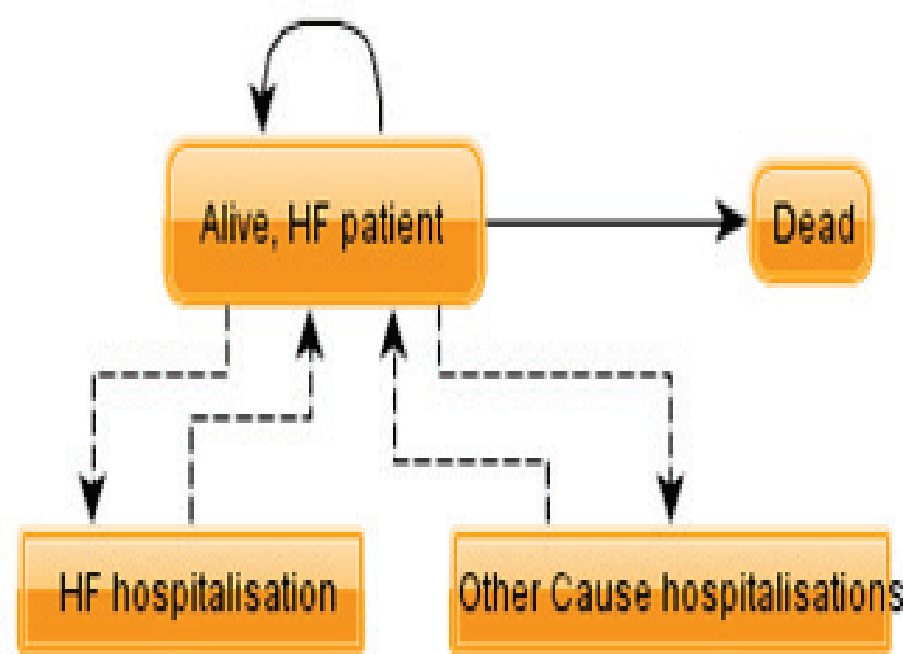 Alive, HF patient
Dead
HF hospitalisation
Other Cause hospitalisations